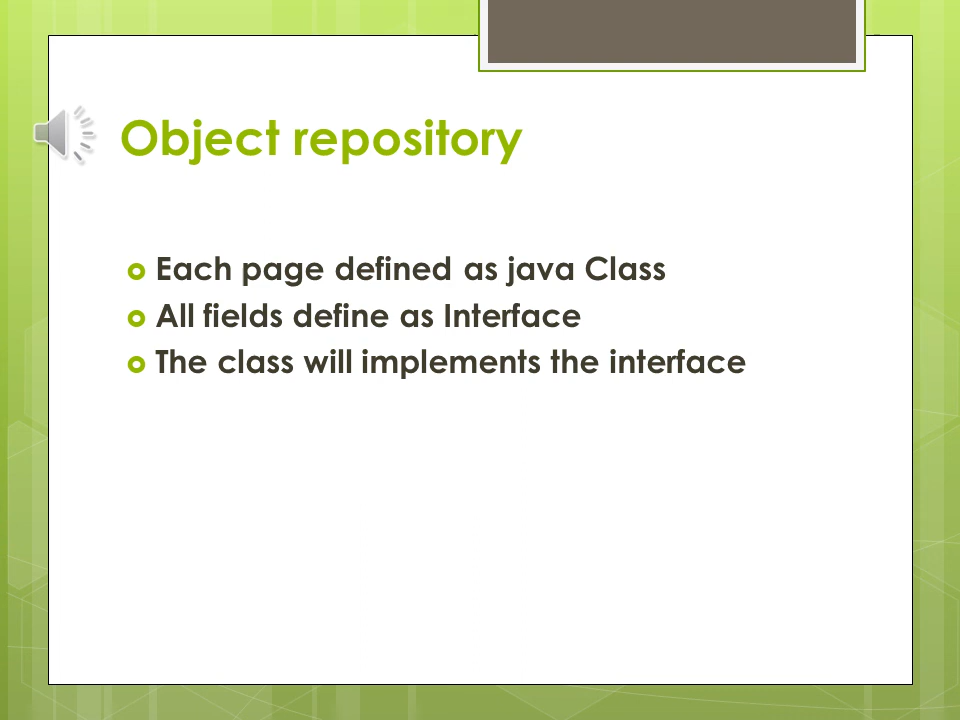 Object repository
Each page defined as java Class
All fields define as Interface
The class will implements the interface